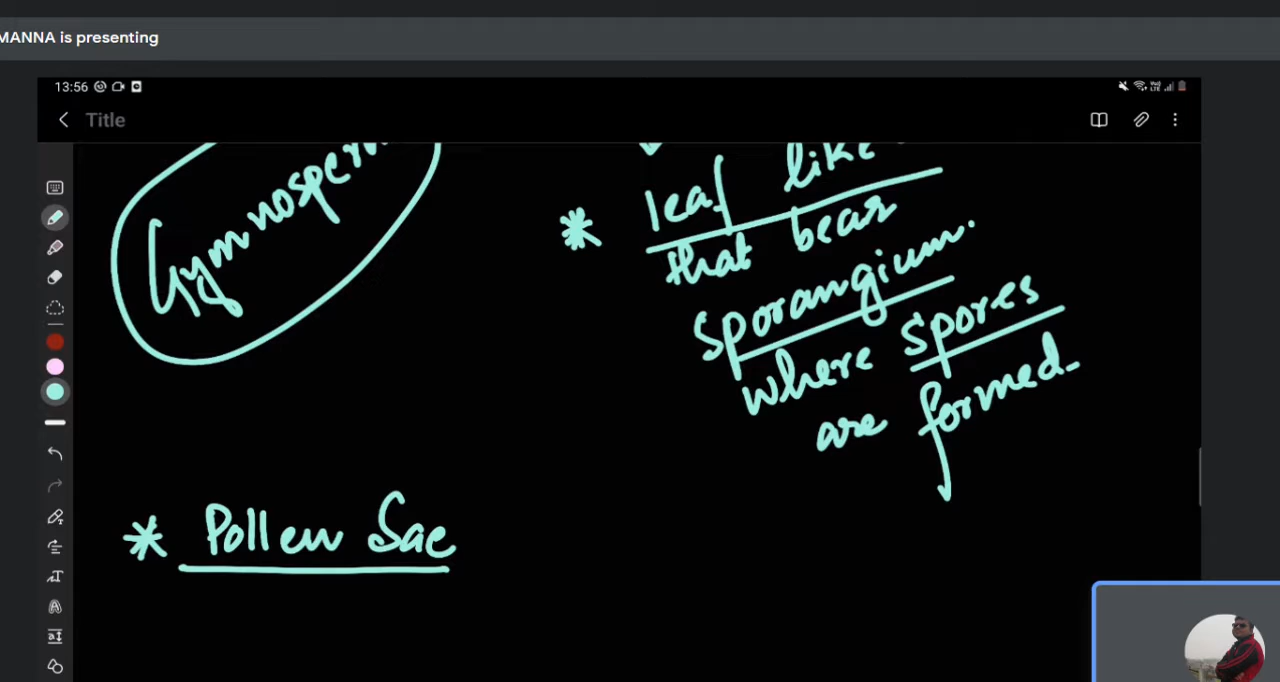 MANNA is presenting
13:56
Title
Gymnosperm
leaf like
that bear
sporangium.
where spores
are formed.
* Pollen Sac